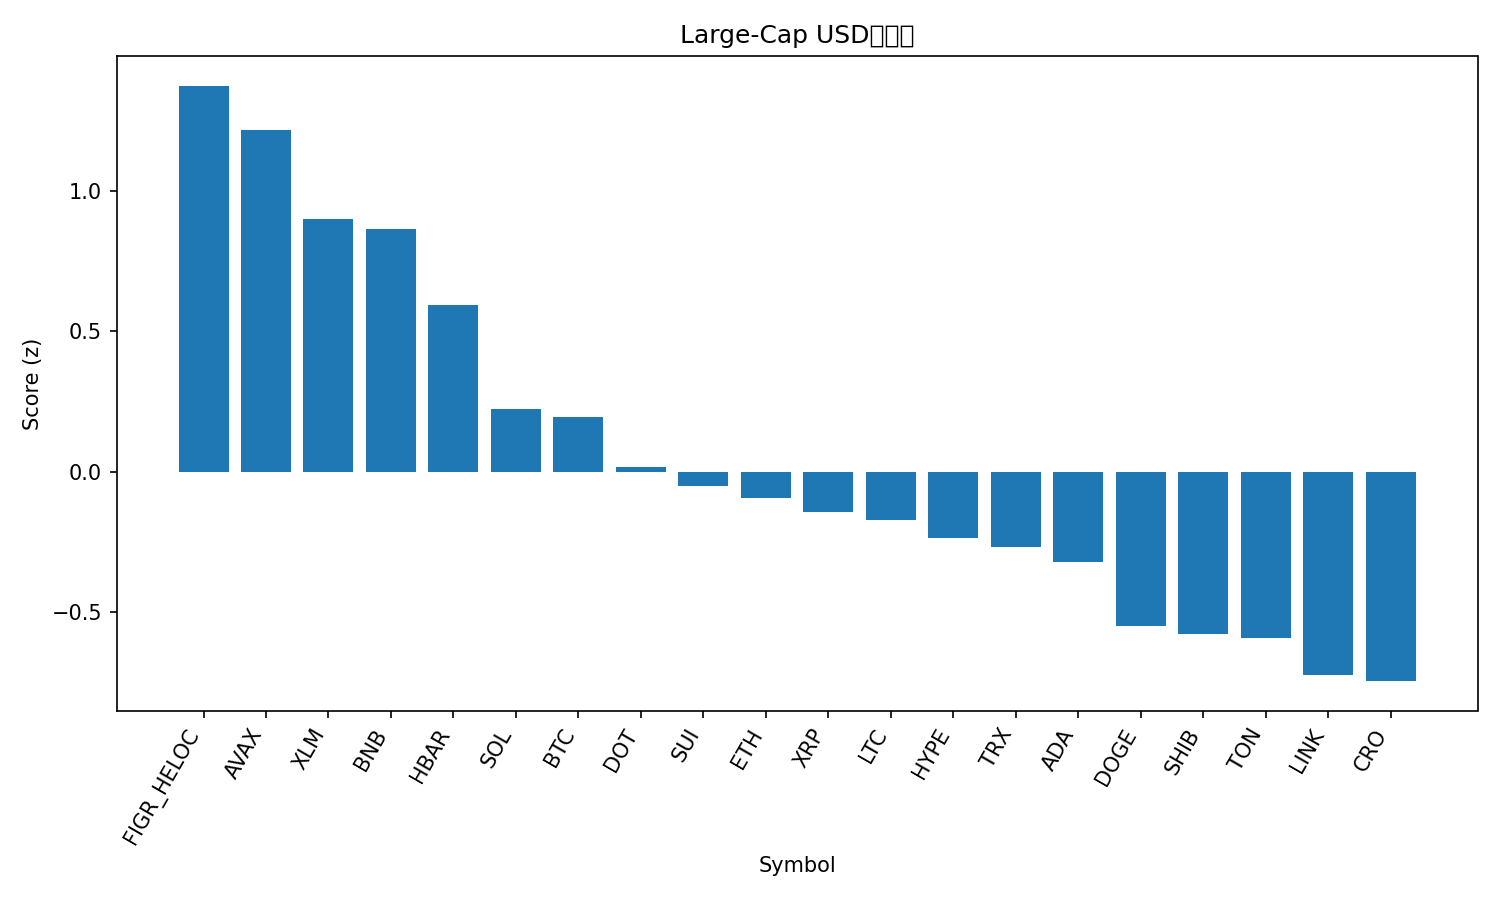 Large-Cap USD
Score (z)
1.0
0.5
0.0
−0.5
FIGR_HELOC
AVAX
XLM
BNB
HBAR
SOL
BTC
DOT
SUI
ETH
XRP
LTC
HYPE
TRX
ADA
DOGE
SHIB
TON
LINK
CRO
Symbol